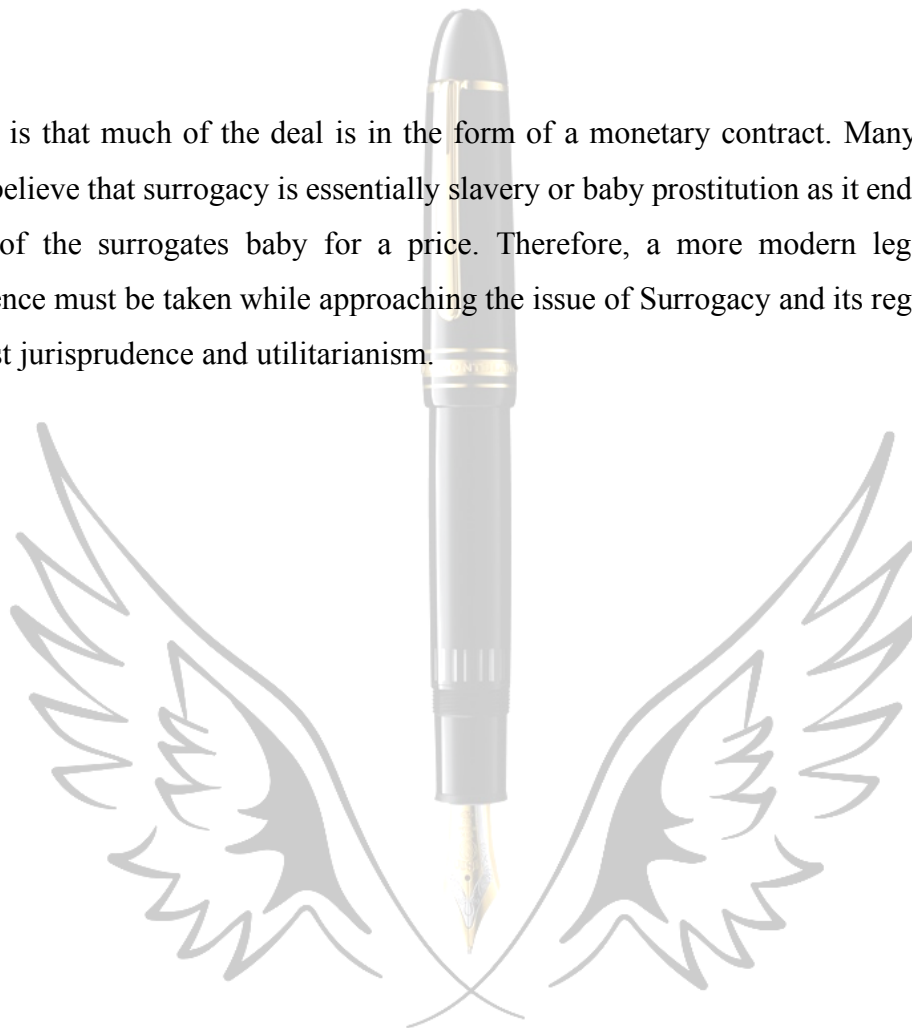 is that much of the deal is in the form of a monetary contract. Many
believe that surrogacy is essentially slavery or baby prostitution as it end
of the surrogates baby for a price. Therefore, a more modern leg
ence must be taken while approaching the issue of Surrogacy and its reg
st jurisprudence and utilitarianism.